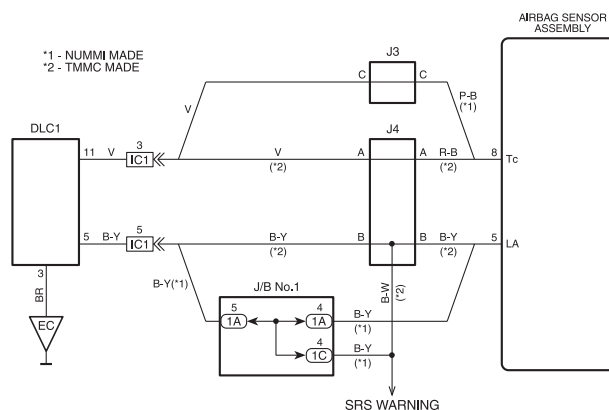 AIRBAG SENSOR
ASSEMBLY
*1 - NUMMI MADE
*2 - TMMC MADE
J3
C C
P-B
(*1)
V
DLC1
J4
11 V 3 V A A R-B 8 Tc
IC1 (*2) (*2)
5 B-Y 5 B-Y B B B-Y 5 LA
IC1 (*2) (*2)
3
BR
B-Y(*1)
J/B No.1
B-W
(*2)
EC
5 4 B-Y
1A 1A (*1)
4 B-Y
1C (*1)
SRS WARNING